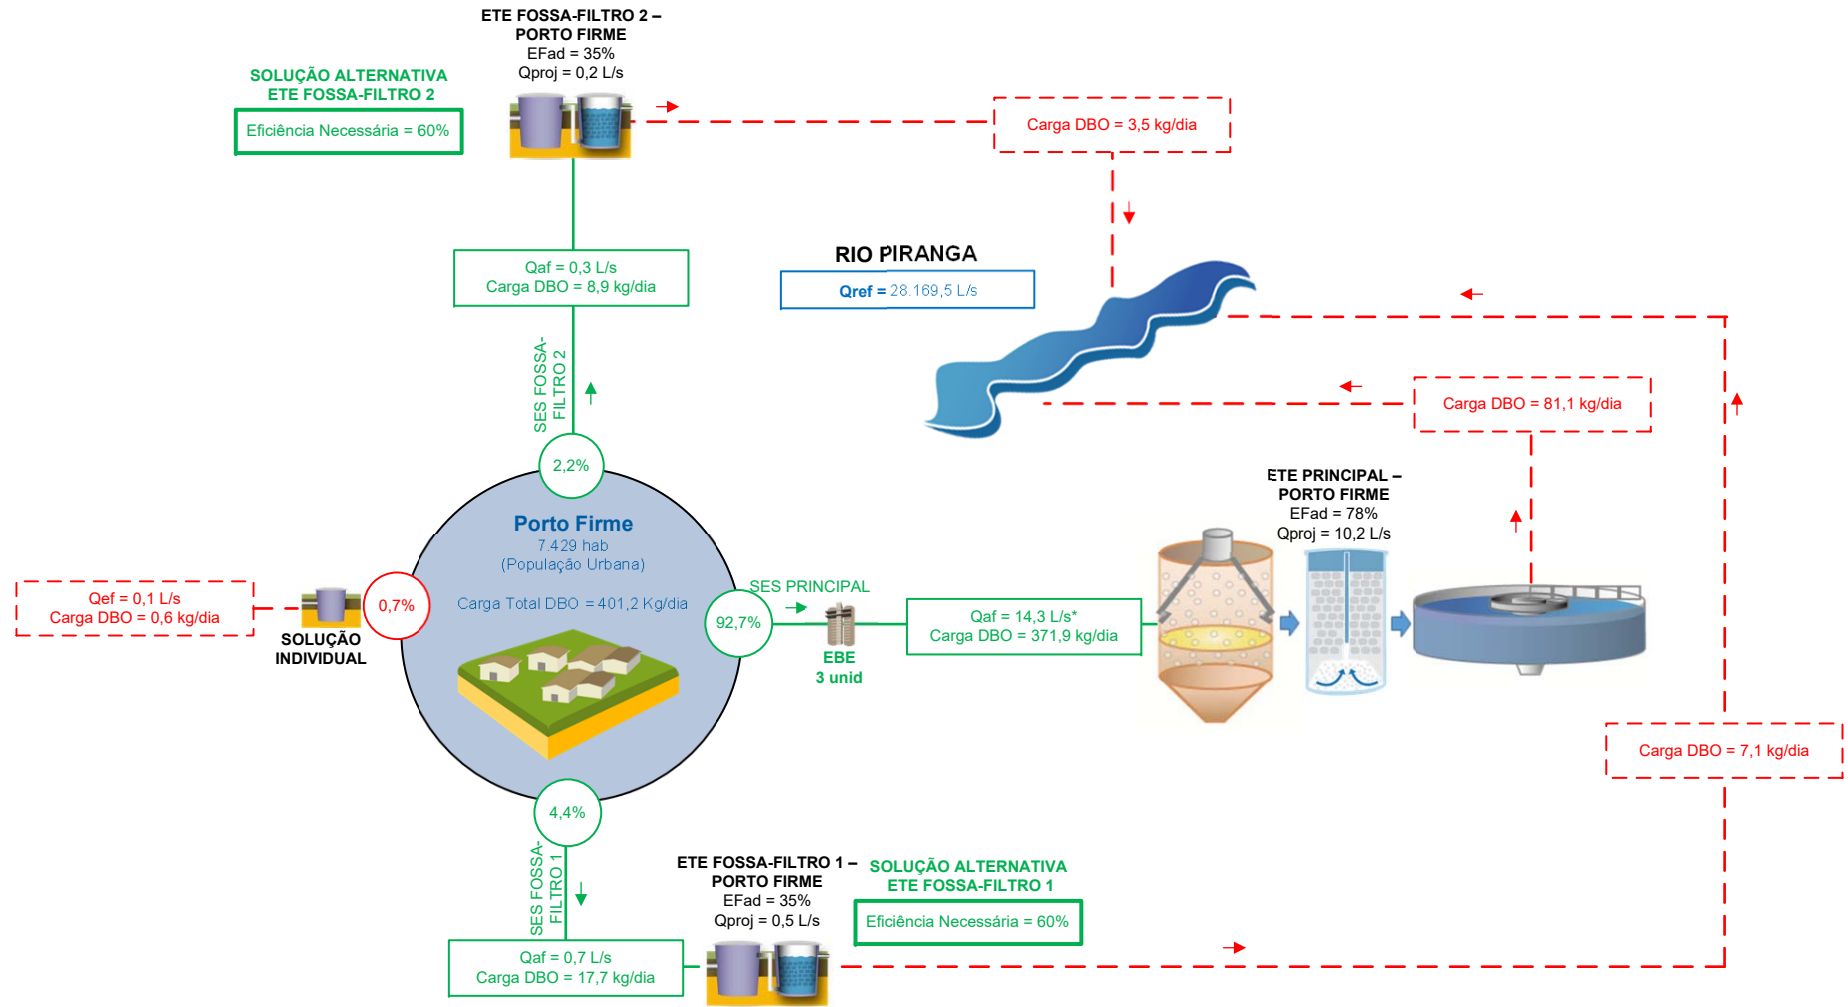 ETE FOSSA-FILTRO 2 –
PORTO FIRME
EFad = 35%
Qproj = 0,2 L/s
SOLUÇÃO ALTERNATIVA
ETE FOSSA-FILTRO 2
Eficiência Necessária = 60%
Carga DBO = 3,5 kg/dia
Qaf = 0,3 L/s
Carga DBO = 8,9 kg/dia
RIO PIRANGA
Qref = 28.169,5 L/s
SES FOSSA-
FILTRO 2
Carga DBO = 81,1 kg/dia
2,2%
ETE PRINCIPAL –
PORTO FIRME
EFad = 78%
Qproj = 10,2 L/s
Porto Firme
7.429 hab
(População Urbana)
Carga Total DBO = 401,2 Kg/dia
Qef = 0,1 L/s
Carga DBO = 0,6 kg/dia
SOLUÇÃO
INDIVIDUAL
0,7%
92,7%
SES PRINCIPAL
EBE
3 unid
Qaf = 14,3 L/s*
Carga DBO = 371,9 kg/dia
Carga DBO = 7,1 kg/dia
4,4%
SES FOSSA-
FILTRO 1
ETE FOSSA-FILTRO 1 –
PORTO FIRME
EFad = 35%
Qproj = 0,5 L/s
SOLUÇÃO ALTERNATIVA
ETE FOSSA-FILTRO 1
Eficiência Necessária = 60%
Qaf = 0,7 L/s
Carga DBO = 17,7 kg/dia